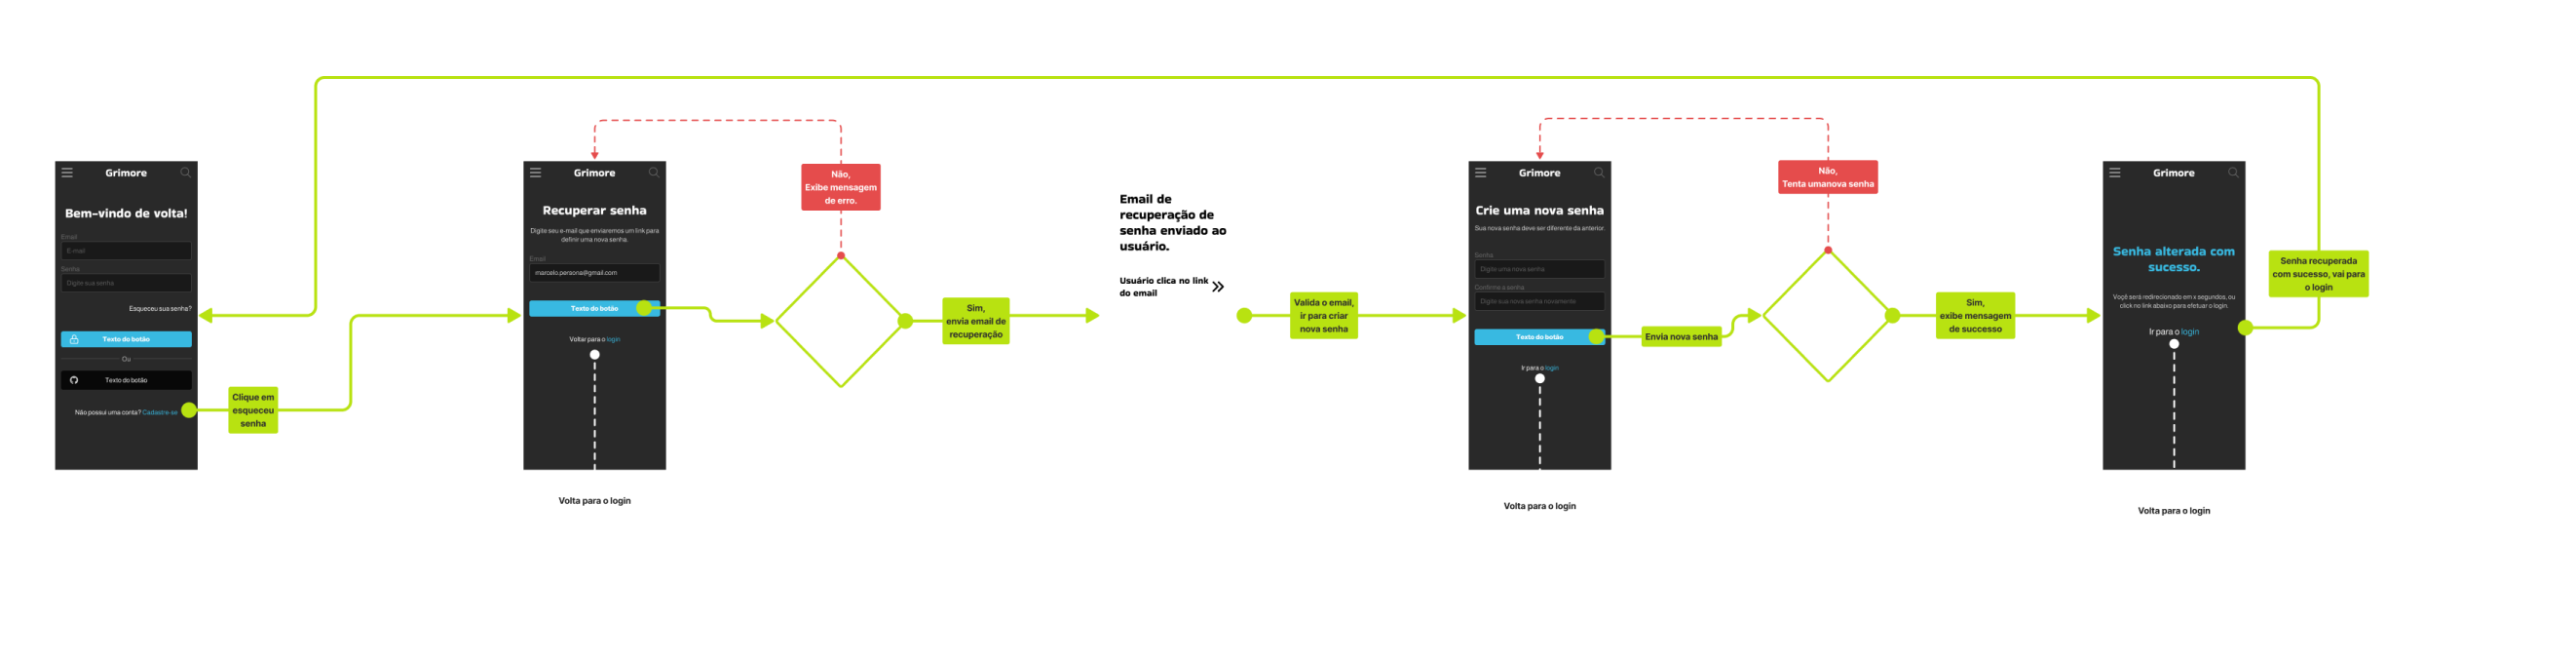 Grimore
Bem-vindo de volta!
Email
E-mail
Senha
Digite sua senha
Esqueceu sua senha?
Texto do botão
Ou
Texto do botão
Não possui uma conta? Cadastre-se
Clique em
esqueceu
senha
Grimore
Recuperar senha
Digite seu e-mail que enviaremos um link para
definir uma nova senha.
Email
marcelo.persona@gmail.com
Texto do botão
Voltar para o login
Volta para o login
Não,
Exibe mensagem
de erro.
Sim,
envia email de
recuperação
Email de
recuperação de
senha enviado ao
usuário.
Usuário clica no link
do email
Valida o email,
ir para criar
nova senha
Grimore
Crie uma nova senha
Sua nova senha deve ser diferente da anterior.
Senha
Digite uma nova senha
Confirme a senha
Digite sua nova senha novamente
Texto do botão
Ir para o login
Volta para o login
Envia nova senha
Não,
Tenta umanova senha
Sim,
exibe mensagem
de successo
Grimore
Senha alterada com
sucesso.
Voçê será redirecionado em x segundos, ou
click no link abaixo para efetuar o login.
Ir para o login
Volta para o login
Senha recuperada
com sucesso, vai para
o login